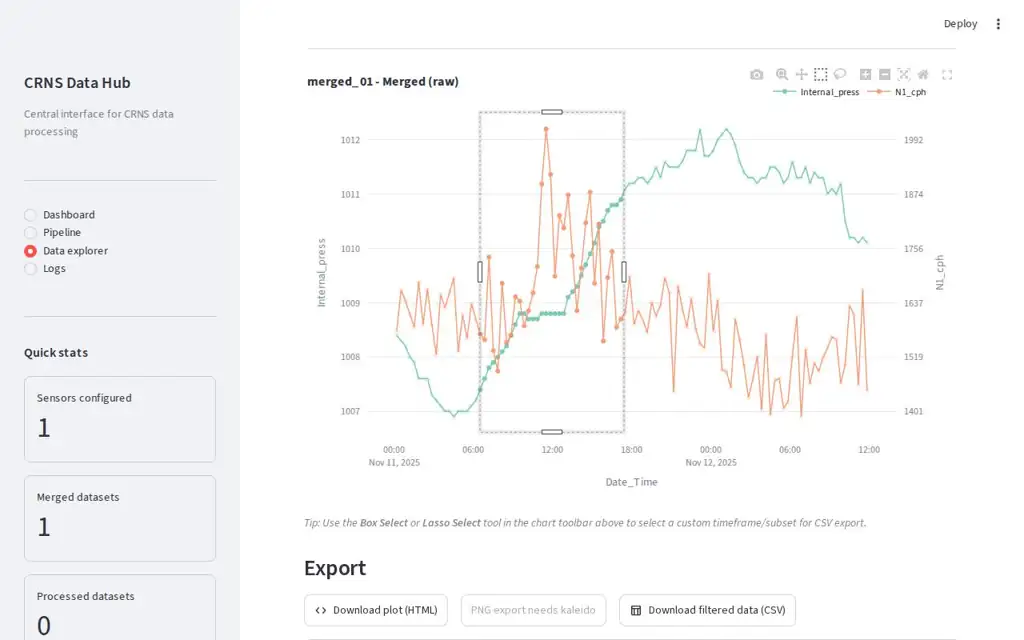 Deploy
CRNS Data Hub
Central interface for CRNS data
processing
Dashboard
Pipeline
Data explorer
Logs
Quick stats
Sensors configured
1
Merged datasets
1
Processed datasets
0
merged_01 - Merged (raw)
Internal_press
N1_cph
1012
1011
1010
1009
1008
1007
Internal_press
1992
1874
1756
1637
1519
1401
N1_cph
00:00
Nov 11, 2025
06:00
12:00
18:00
00:00
Nov 12, 2025
06:00
12:00
Date_Time
Tip: Use the Box Select or Lasso Select tool in the chart toolbar above to select a custom timeframe/subset for CSV export.
Export
Download plot (HTML)
PNG export needs kaleido
Download filtered data (CSV)